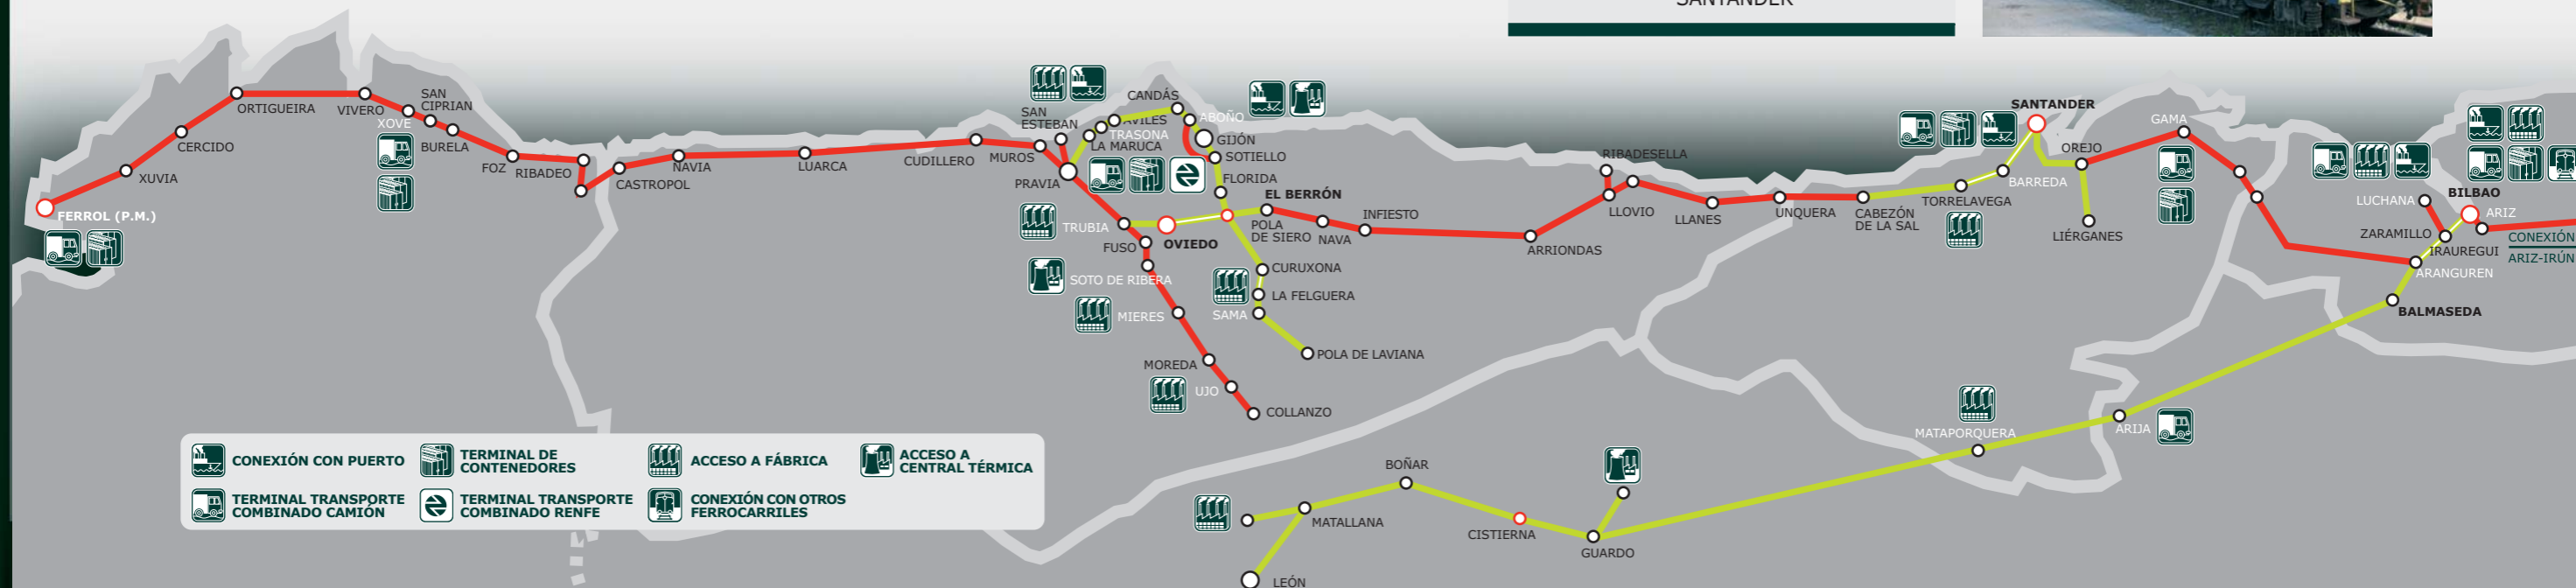 SANTANDER
ORTIGUEIRA
VIVERO
SAN
CIPRIAN
XOVE
BURELA
CERCIDO
XUVIA
FERROL (P.M.)
FOZ
RIBADEO
CASTROPOL
NAVIA
LUARCA
CUDILLERO
MUROS
SAN
ESTEBAN
PRAVIA
CANDÁS
AVILÉS
TRASONA
LA MARUCA
ABOÑO
GIJÓN
SOTIELLO
FLORIDA
EL BERRÓN
TRUBIA
FUSO
OVIEDO
POLA
DE SIERO
NAVA
INFIESTO
SOTO DE RIBERA
CURUXONA
LA FELGUERA
SAMA
MIERES
MOREDA
UJO
COLLANZO
POLA DE LAVIANA
ARRIONDAS
RIBADESELLA
LLOVIO
LLANES
UNQUERA
CABEZÓN
DE LA SAL
TORRELAVEGA
BARREDA
SANTANDER
OREJO
LIÉRGANES
GAMA
LUCHANA
BILBAO
ARIZ
ZARAMILLO
IRAUREGUI
ARANGUREN
CONEXIÓN
ARIZ-IRÚN
BALMASEDA
ARIJA
MATAPORQUERA
BOÑAR
MATALLANA
CISTIERNA
GUARDO
LEÓN
CONEXIÓN CON PUERTO
TERMINAL DE
CONTENEDORES
ACCESO A FÁBRICA
ACCESO A
CENTRAL TÉRMICA
TERMINAL TRANSPORTE
COMBINADO CAMIÓN
TERMINAL TRANSPORTE
COMBINADO RENFE
CONEXIÓN CON OTROS
FERROCARRILES